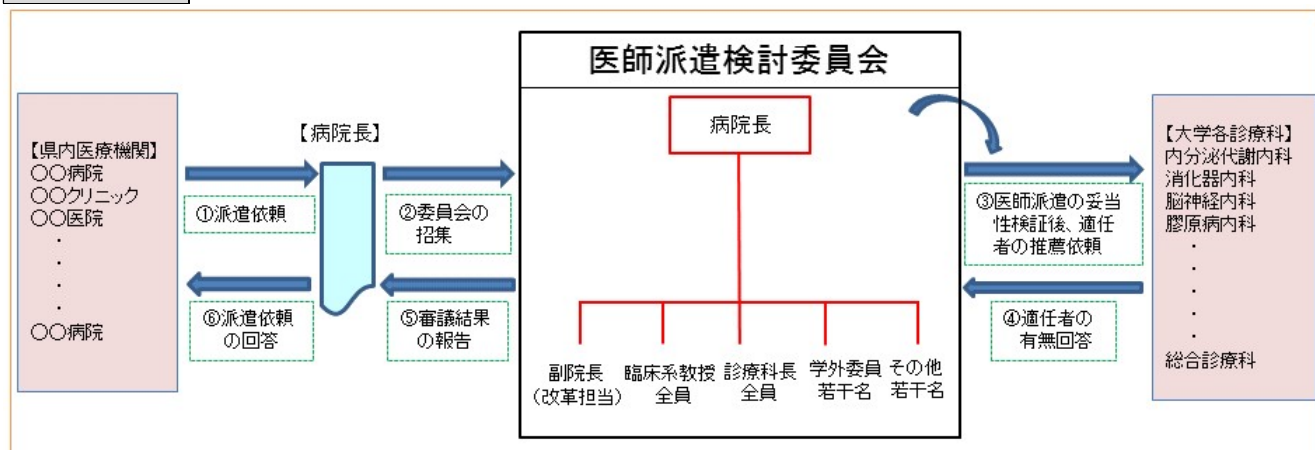 医師派遣検討委員会
【県内医療機関】
〇〇病院
〇〇クリニック
〇〇医院
・
・
・
・
〇〇病院
①派遣依頼
⑥派遣依頼
の回答
【病院長】
②委員会の
招集
⑤審議結果
の報告
病院長
副院長
(改革担当)
臨床系教授
全員
診療科長
全員
学外委員
若干名
その他
若干名
③医師派遣の妥当
性検証後、適任
者の推薦依頼
④適任者の
有無回答
【大学各診療科】
内分泌代謝内科
消化器内科
脳神経内科
膠原病内科
・
・
・
・
・
総合診療科